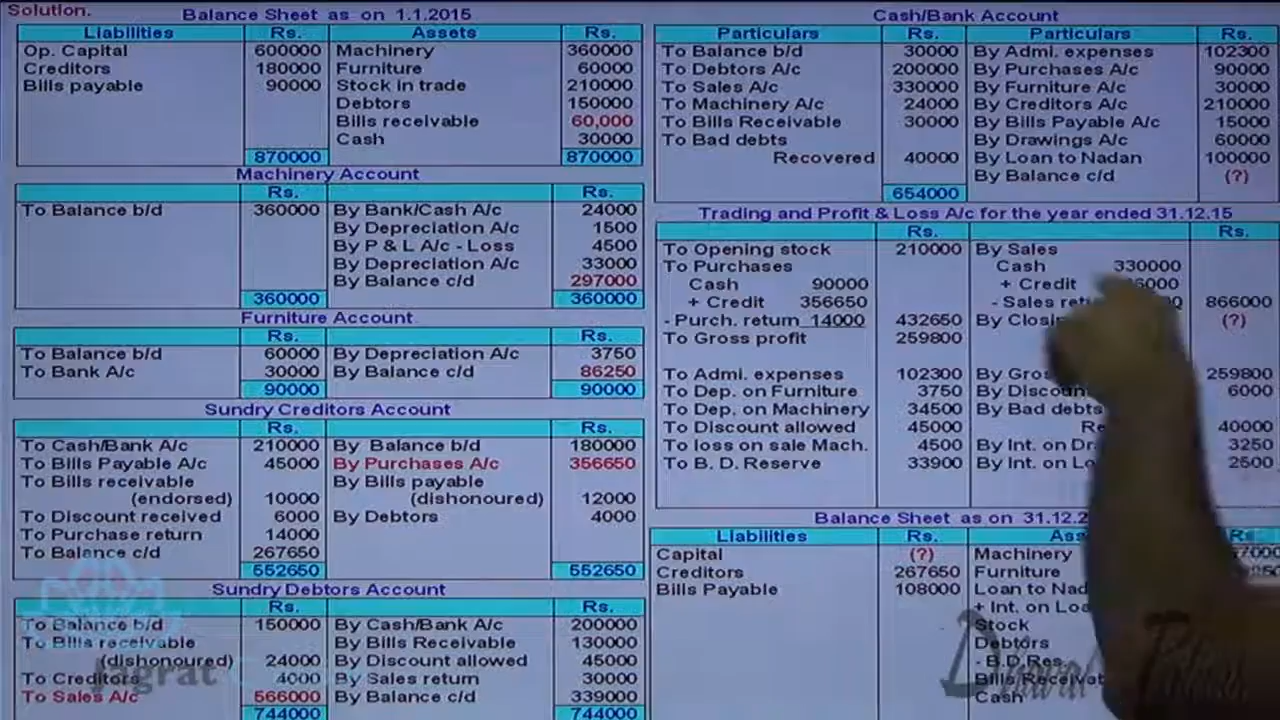 Solution.
Balance Sheet as on 1.1.2015
Liabilities Rs. Assets Rs.
Op. Capital 600000 Machinery 360000
Creditors 180000 Furniture 60000
Bills payable 90000 Stock in trade 210000
Debtors 150000
Bills receivable 60,000
Cash 30000
870000 870000
Machinery Account
Rs. Rs.
To Balance b/d 360000 By Bank/Cash A/c 24000
By Depreciation A/c 1500
By P & L A/c - Loss 4500
By Depreciation A/c 33000
By Balance c/d 297000
360000 360000
Furniture Account
Rs. Rs.
To Balance b/d 60000 By Depreciation A/c 3750
To Bank A/c 30000 By Balance c/d 86250
90000 90000
Sundry Creditors Account
Rs. Rs.
To Cash/Bank A/c 210000 By Balance b/d 180000
To Bills Payable A/c 45000 By Purchases A/c 356650
To Bills receivable By Bills payable
(endorsed) 10000 (dishonoured) 12000
To Discount received 6000 By Debtors 4000
To Purchase return 14000
To Balance c/d 267650
552650 552650
Sundry Debtors Account
Rs. Rs.
To Balance b/d 150000 By Cash/Bank A/c 200000
To Bills receivable By Bills Receivable 130000
(dishonoured) 24000 By Discount allowed 45000
To Creditors 4000 By Sales return 30000
To Sales A/c 566000 By Balance c/d 339000
744000 744000
Cash/Bank Account
Particulars Rs. Particulars Rs.
To Balance b/d 30000 By Admi. expenses 102300
To Debtors A/c 200000 By Purchases A/c 90000
To Sales A/c 330000 By Furniture A/c 30000
To Machinery A/c 24000 By Creditors A/c 210000
To Bills Receivable 30000 By Bills Payable A/c 15000
To Bad debts By Drawings A/c 60000
Recovered 40000 By Loan to Nadan 100000
By Balance c/d (?)
654000
Trading and Profit & Loss A/c for the year ended 31.12.15
Rs. Rs.
To Opening stock 210000 By Sales
To Purchases Cash 330000
Cash 90000 + Credit
+ Credit 356650 - Sales 866000
- Purch. return 14000 432650 By (?)
To Gross profit 259800
To Admi. expenses 102300 By 259800
To Dep. on Furniture 3750 By 6000
To Dep. on Machinery 34500 By Bad debts
To Discount allowed 45000 40000
To loss on sale Mach. 4500 By Int. on 3250
To B. D. Reserve 33900 By Int. on 2500
Balance Sheet as on
Liabilities Rs.
Capital (?) Machinery
Creditors 267650 Furniture
Bills Payable 108000 Loan to
+ Int. on
Stock
Debtors
- B.D.Res
Bills
Cash
Jagrat